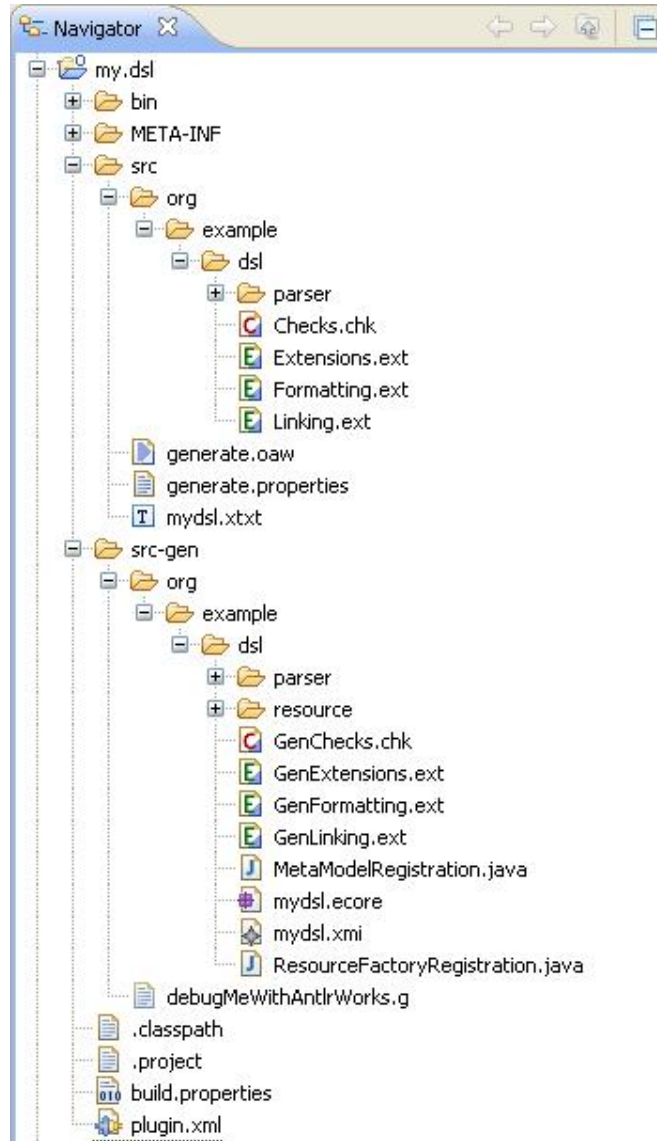 Navigator
my.dsl
bin
META-INF
src
org
example
dsl
parser
Checks.chk
Extensions.ext
Formatting.ext
Linking.ext
generate.oaw
generate.properties
mydsl.xtxt
src-gen
org
example
dsl
parser
resource
GenChecks.chk
GenExtensions.ext
GenFormatting.ext
GenLinking.ext
MetaModelRegistration.java
mydsl.ecore
mydsl.xmi
ResourceFactoryRegistration.java
debugMeWithAntlrWorks.g
.classpath
.project
build.properties
plugin.xml